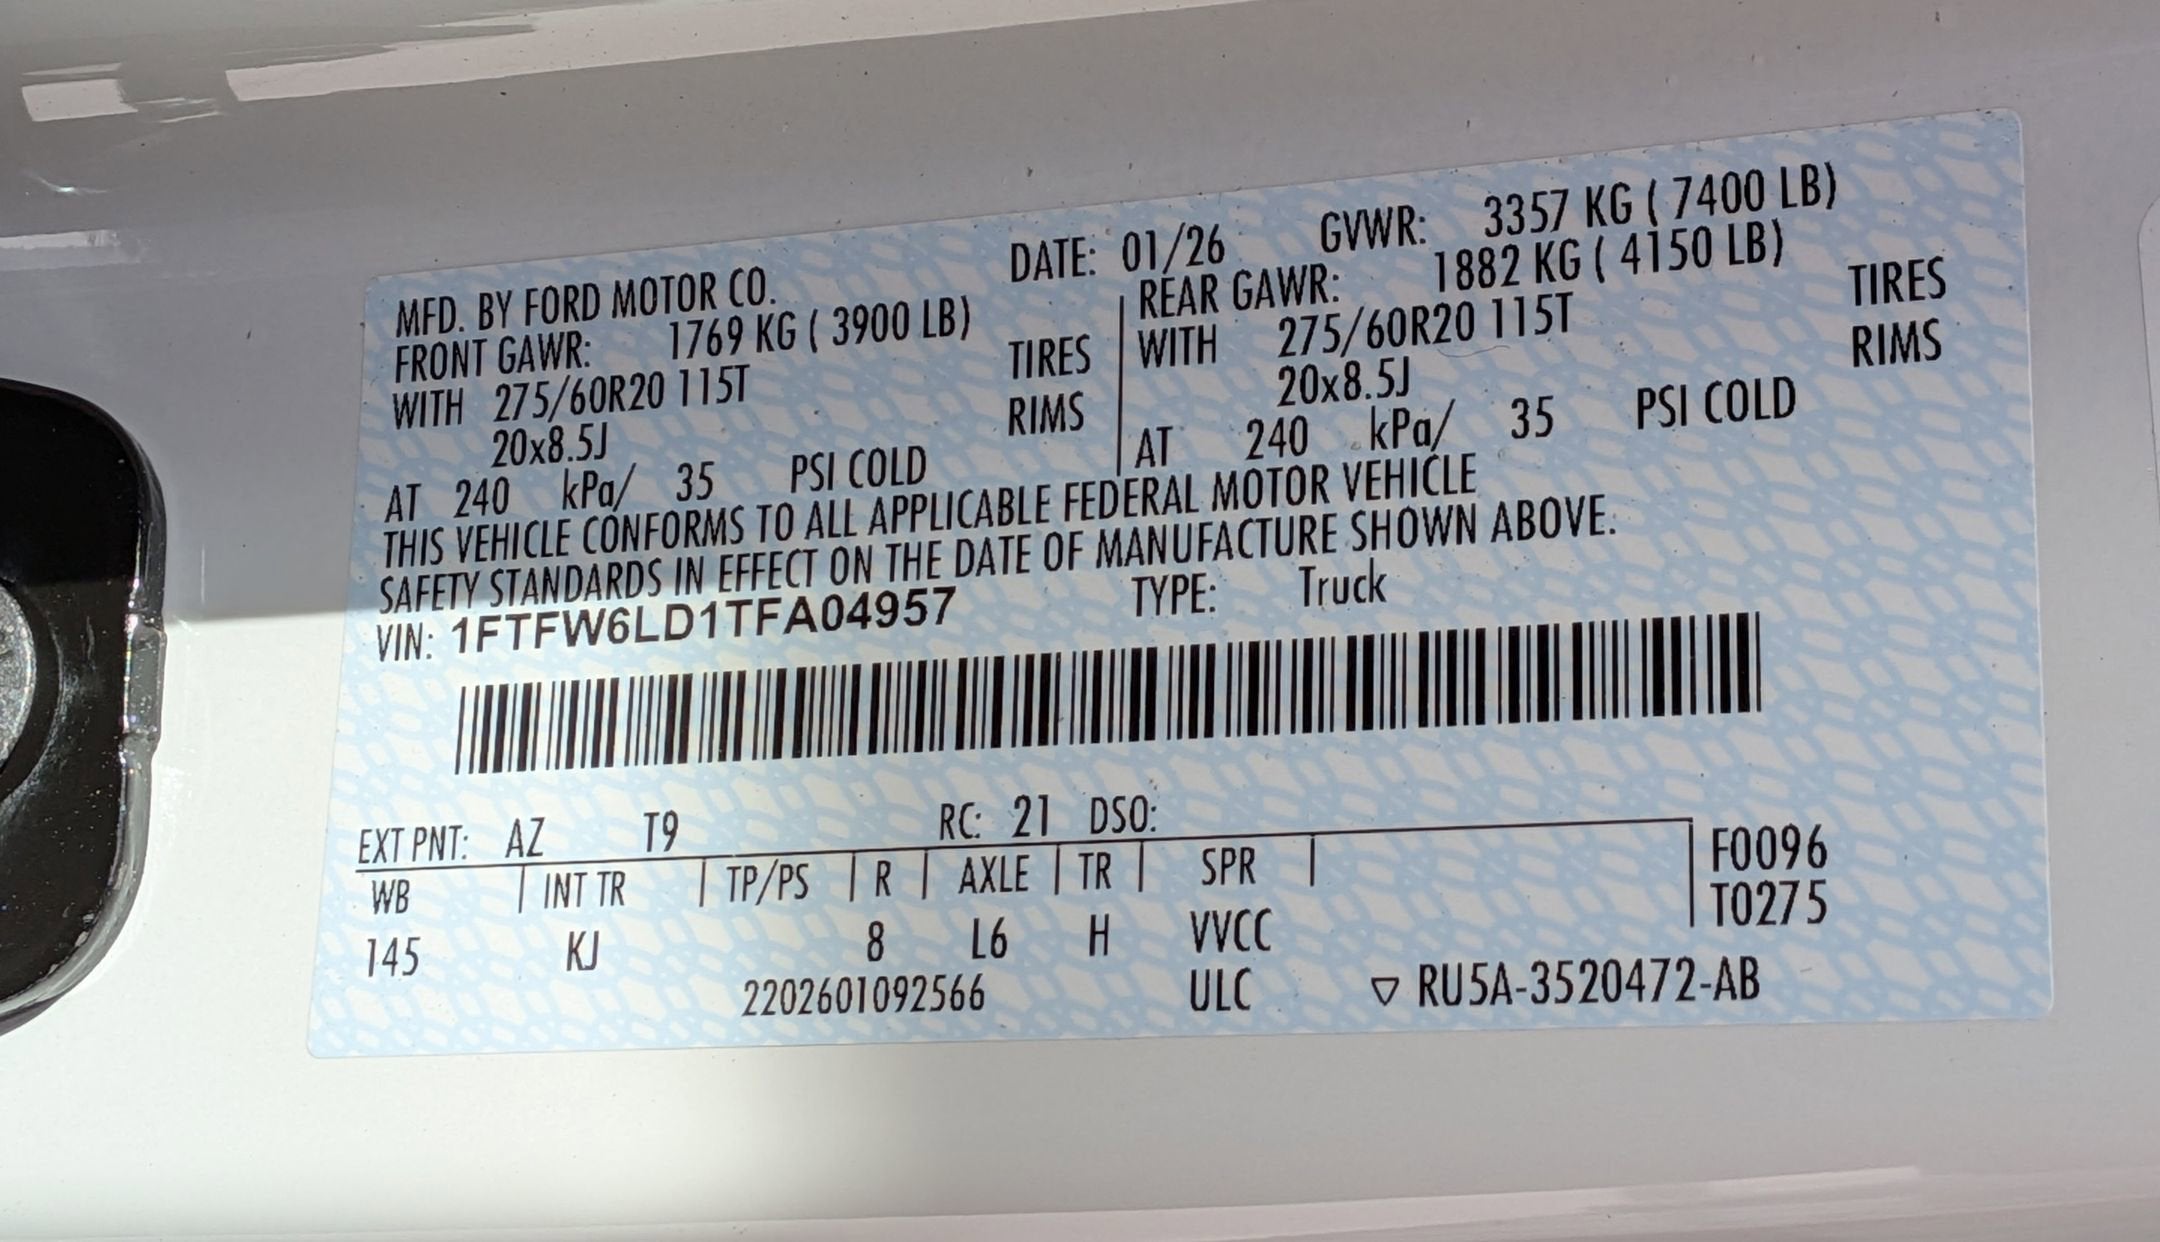 MFD. BY FORD MOTOR CO. DATE: 01/26 GVWR: 3357 KG ( 7400 LB)
FRONT GAWR: 1769 KG ( 3900 LB) REAR GAWR: 1882 KG ( 4150 LB)
WITH 275/60R20 115T TIRES WITH 275/60R20 115T TIRES
20x8.5J RIMS 20x8.5J RIMS
AT 240 kPa/ 35 PSI COLD AT 240 kPa/ 35 PSI COLD
THIS VEHICLE CONFORMS TO ALL APPLICABLE FEDERAL MOTOR VEHICLE
SAFETY STANDARDS IN EFFECT ON THE DATE OF MANUFACTURE SHOWN ABOVE.
VIN: 1FTFW6LD1TFA04957 TYPE: Truck
EXT PNT: AZ T9 RC: 21 DSO:
WB INT TR TP/PS R AXLE TR SPR F0096
T0275
145 KJ 8 L6 H VVCC
2202601092566 ULC ▽ RU5A-3520472-AB